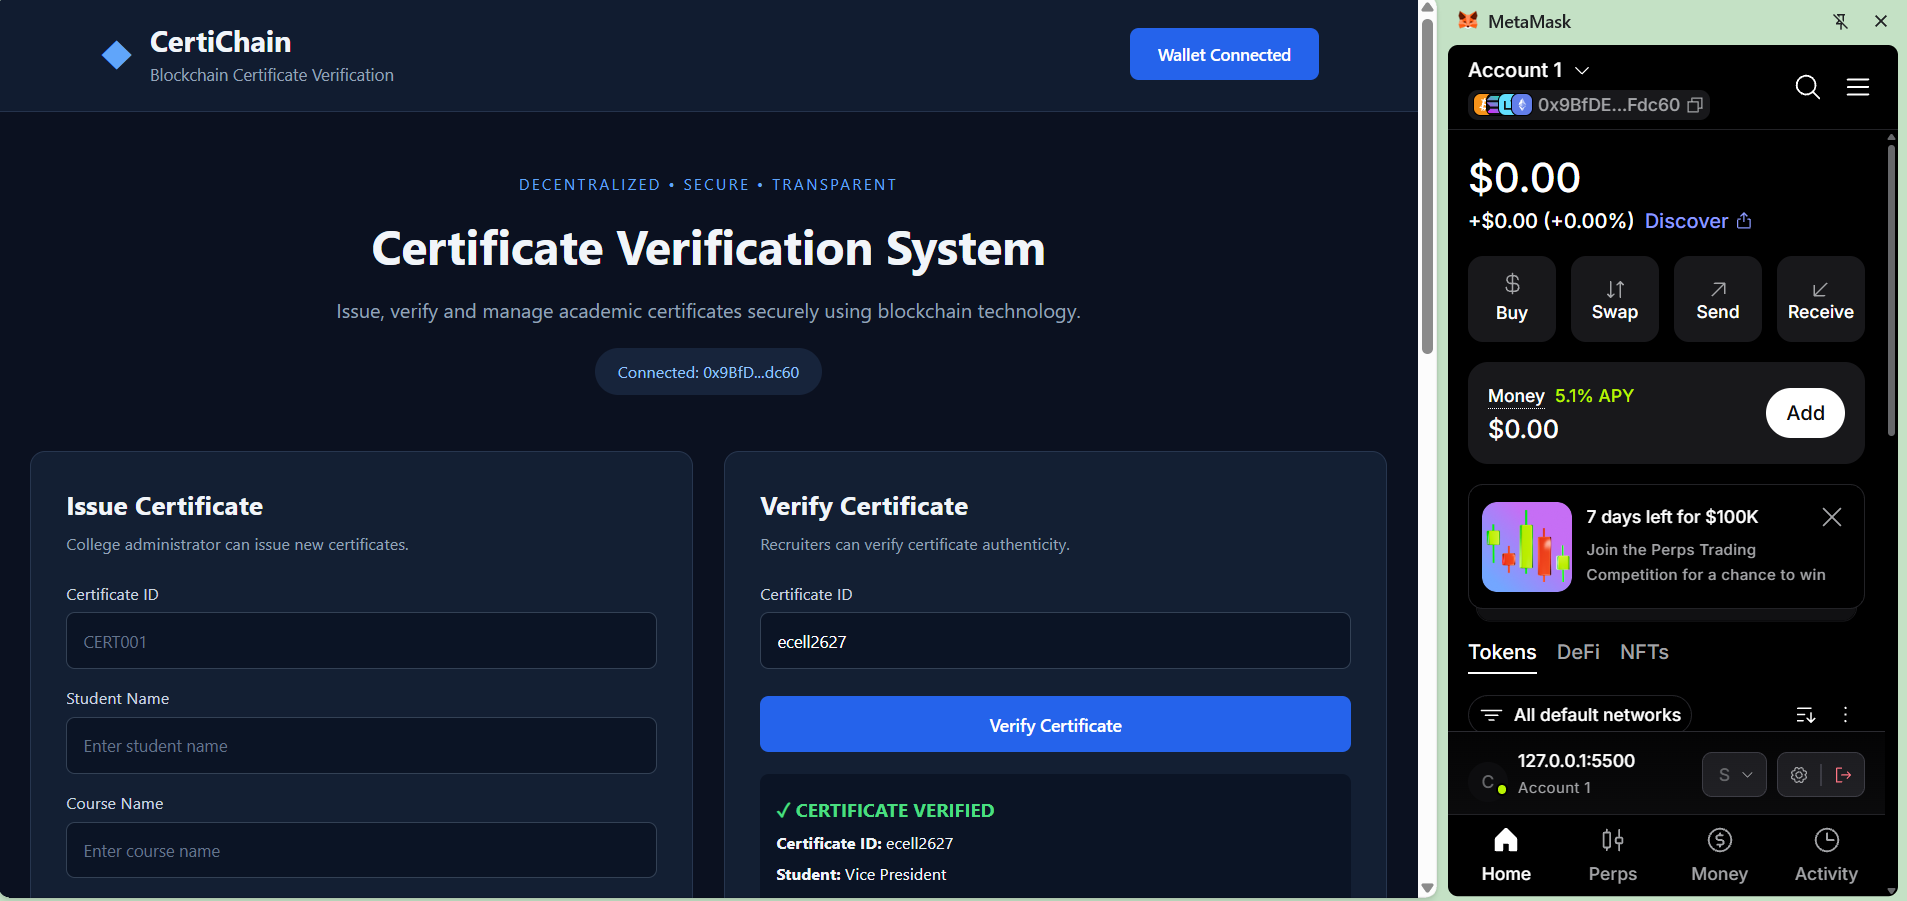 CertiChain
Blockchain Certificate Verification
Wallet Connected
DECENTRALIZED • SECURE • TRANSPARENT
Certificate Verification System
Issue, verify and manage academic certificates securely using blockchain technology.
Connected: 0x9BfD...dc60
Issue Certificate
College administrator can issue new certificates.
Certificate ID
CERT001
Student Name
Enter student name
Course Name
Enter course name
Verify Certificate
Recruiters can verify certificate authenticity.
Certificate ID
ecell2627
Verify Certificate
✓ CERTIFICATE VERIFIED
Certificate ID: ecell2627
Student: Vice President
MetaMask
Account 1
0x9BfDE...Fdc60
$0.00
+$0.00 (+0.00%) Discover
Buy
Swap
Send
Receive
Money 5.1% APY
$0.00
Add
7 days left for $100K
Join the Perps Trading
Competition for a chance to win
Tokens DeFi NFTs
All default networks
C
127.0.0.1:5500
Account 1
S
Home
Perps
Money
Activity